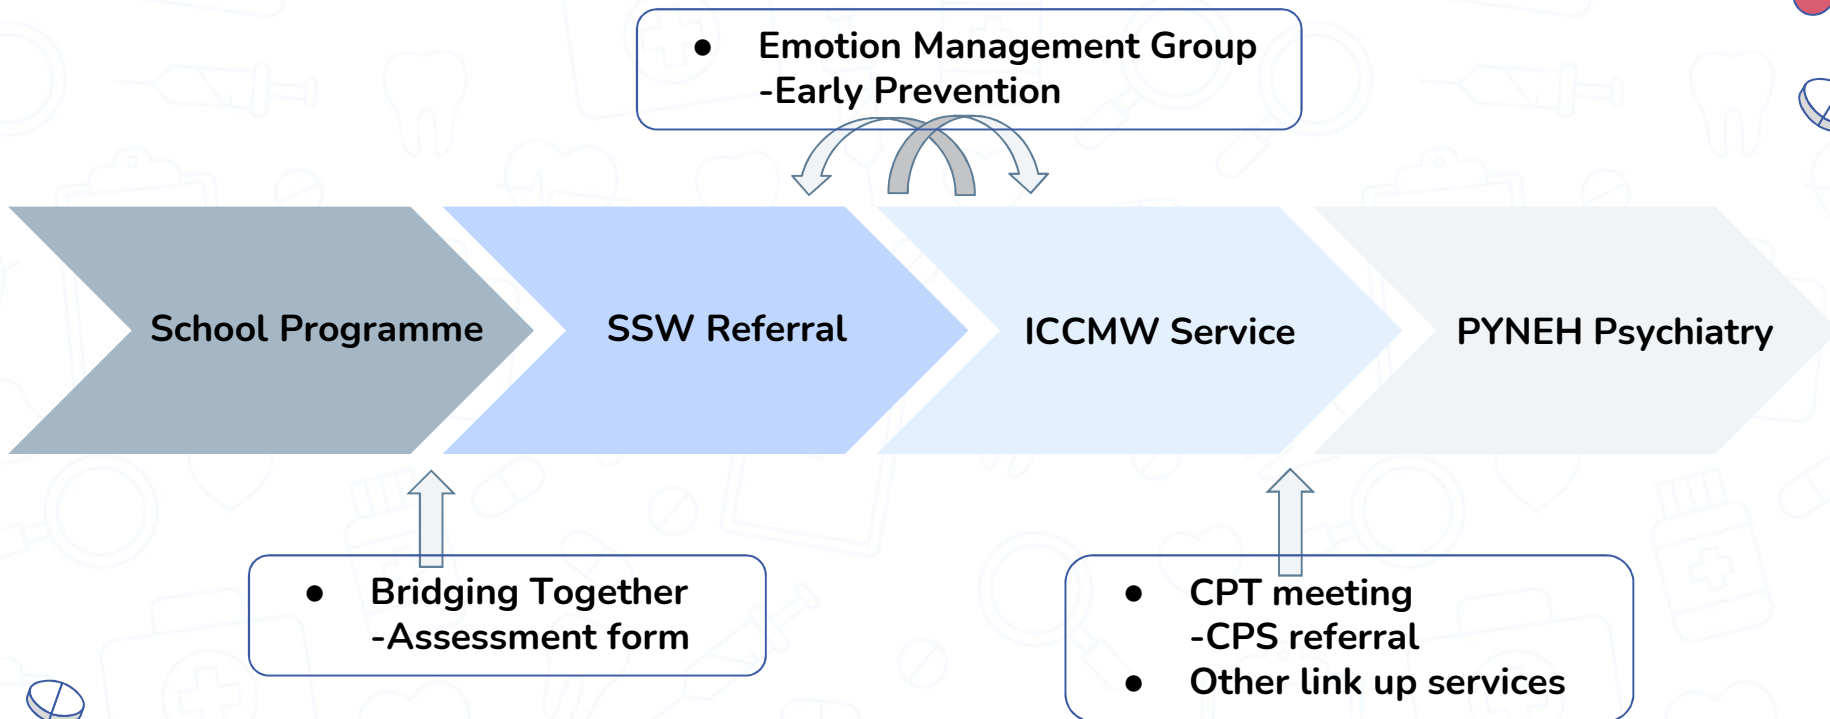 ● Emotion Management Group
-Early Prevention
School Programme
SSW Referral
ICCMW Service
PYNEH Psychiatry
● Bridging Together
-Assessment form
● CPT meeting
-CPS referral
● Other link up services